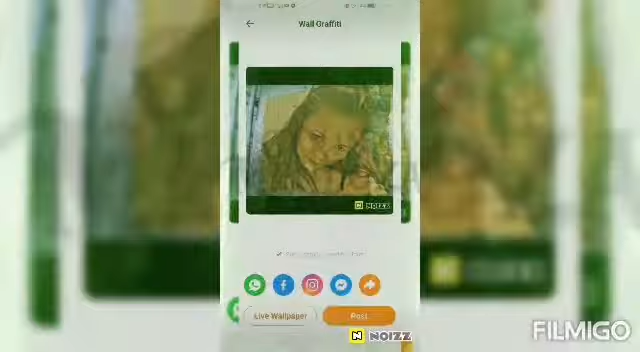 Wall Graffiti
N NOIZZ
Live Wallpaper
Post
N NOIZZ
FILMIGO